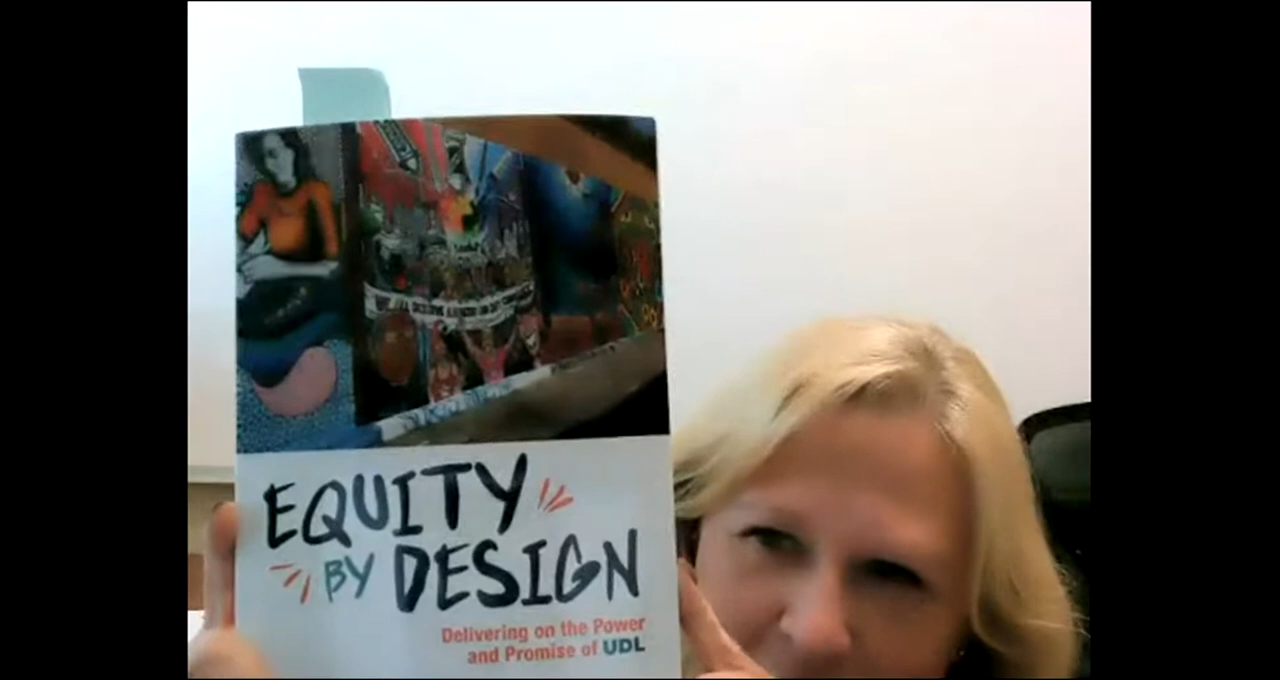 EQUITY
BY DESIGN
Delivering on the Power
and Promise of UDL